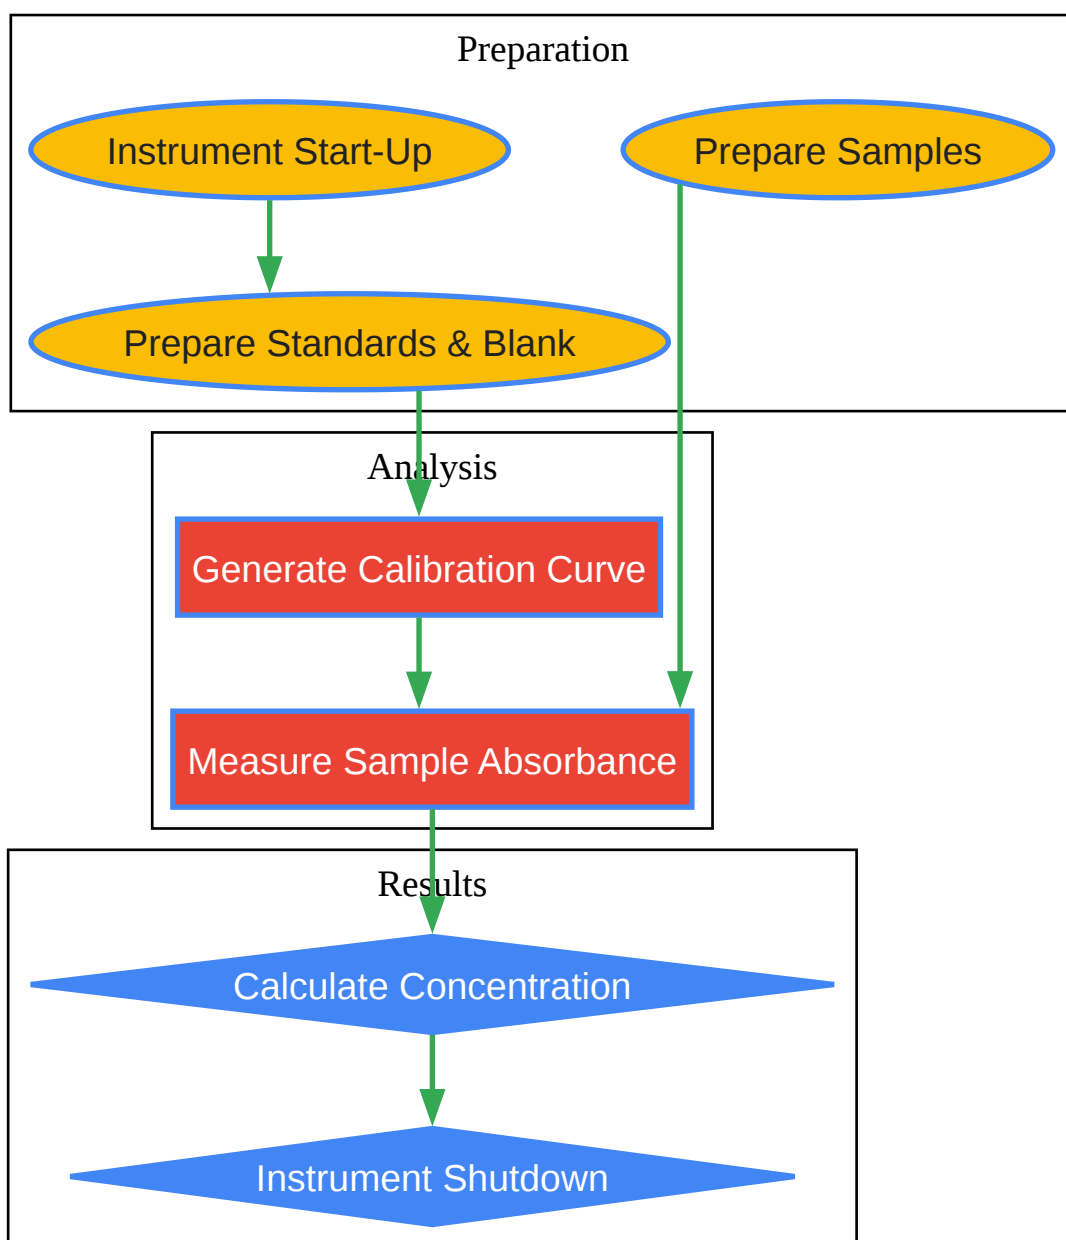 Preparation
Instrument Start-Up
Prepare Samples
Prepare Standards & Blank
Analysis
Generate Calibration Curve
Measure Sample Absorbance
Results
Calculate Concentration
Instrument Shutdown